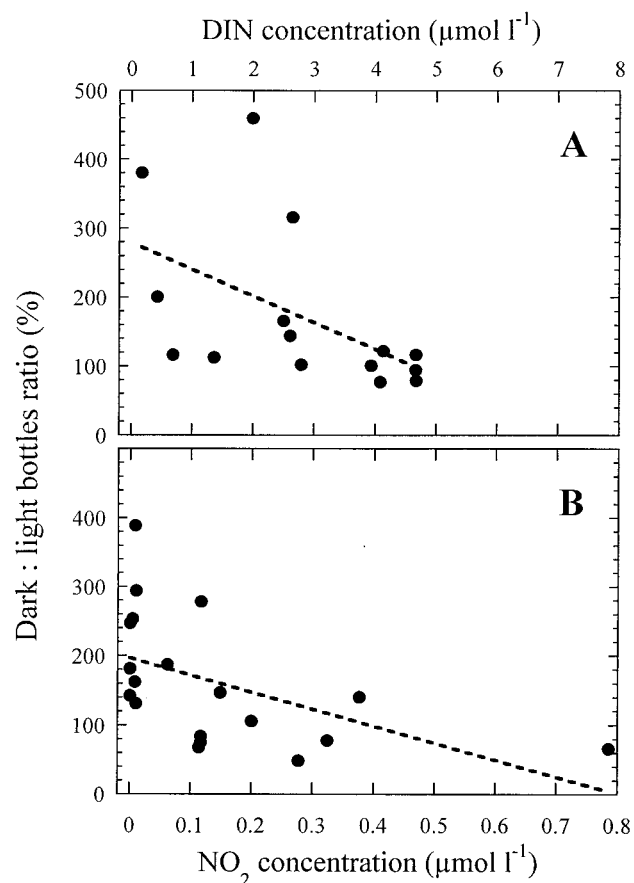 DIN concentration (µmol l⁻¹)
0 1 2 3 4 5 6 7 8
500
A
400
300
200
100
0
Dark : light bottles ratio (%)
B
400
300
200
100
0
0 0.1 0.2 0.3 0.4 0.5 0.6 0.7 0.8
NO₂ concentration (µmol l⁻¹)